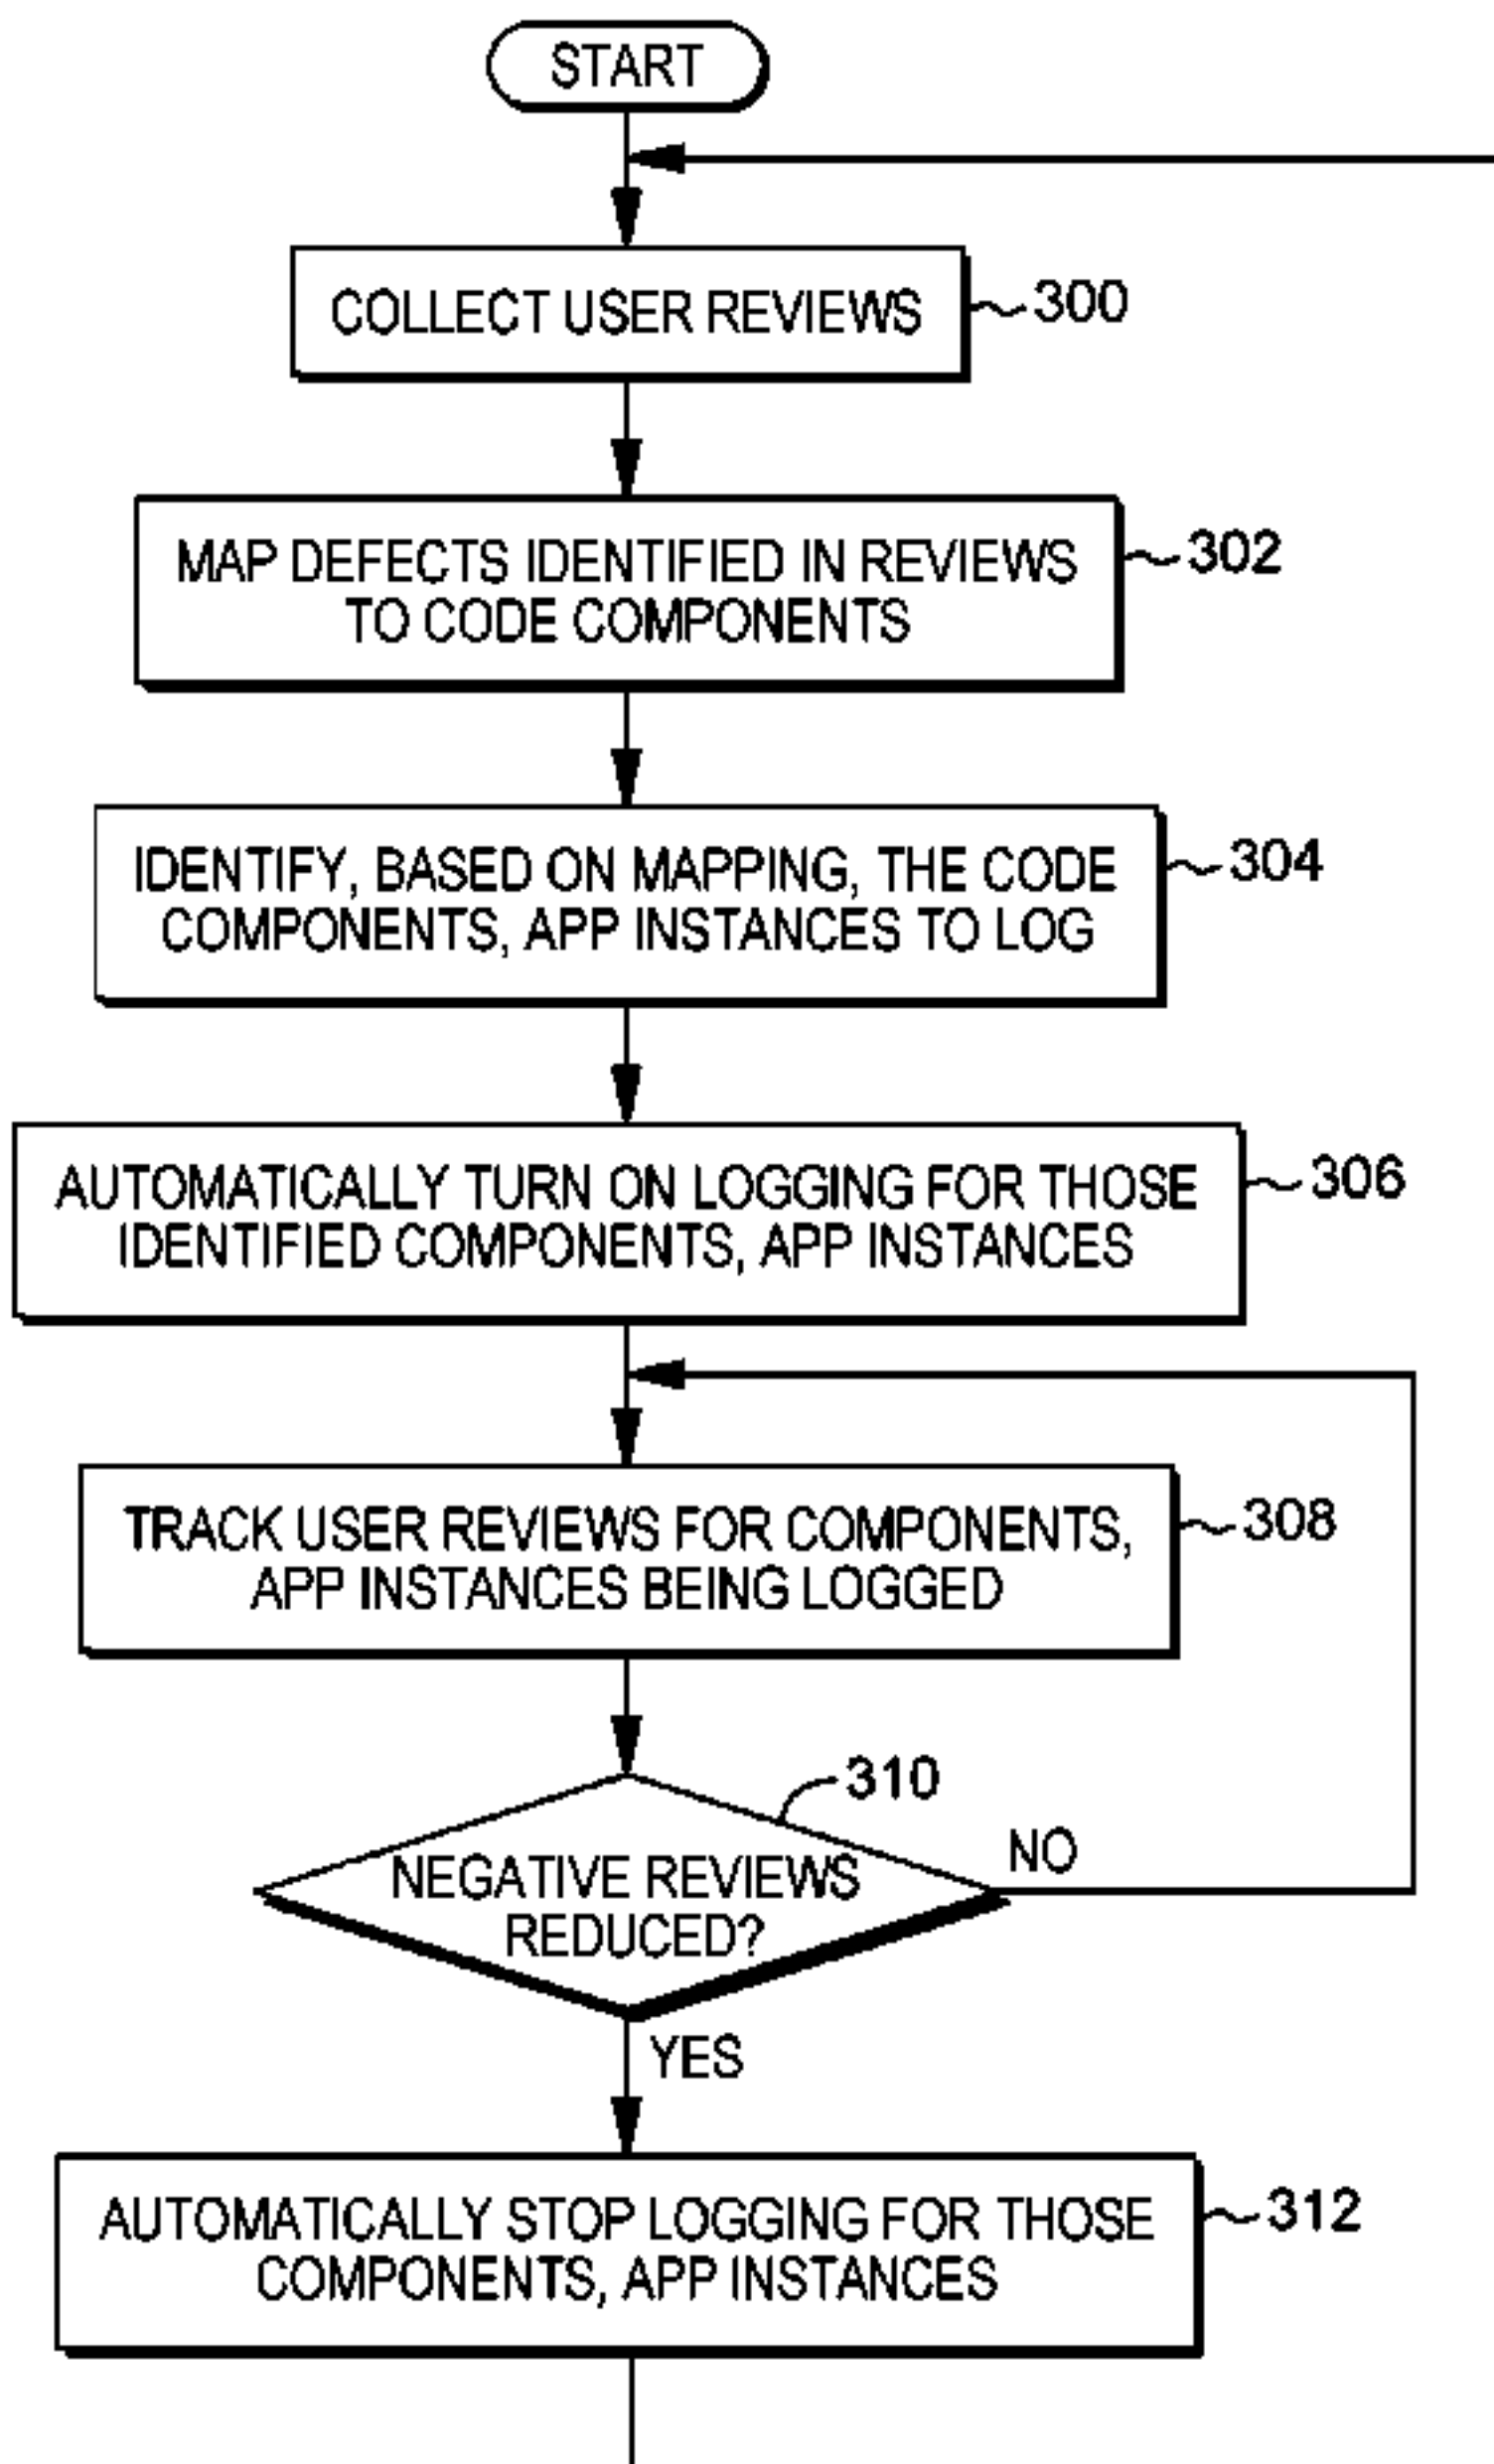 START
COLLECT USER REVIEWS
300
MAP DEFECTS IDENTIFIED IN REVIEWS
TO CODE COMPONENTS
302
IDENTIFY, BASED ON MAPPING, THE CODE
COMPONENTS, APP INSTANCES TO LOG
304
AUTOMATICALLY TURN ON LOGGING FOR THOSE
IDENTIFIED COMPONENTS, APP INSTANCES
306
TRACK USER REVIEWS FOR COMPONENTS,
APP INSTANCES BEING LOGGED
308
310
NEGATIVE REVIEWS
REDUCED?
NO
YES
AUTOMATICALLY STOP LOGGING FOR THOSE
COMPONENTS, APP INSTANCES
312